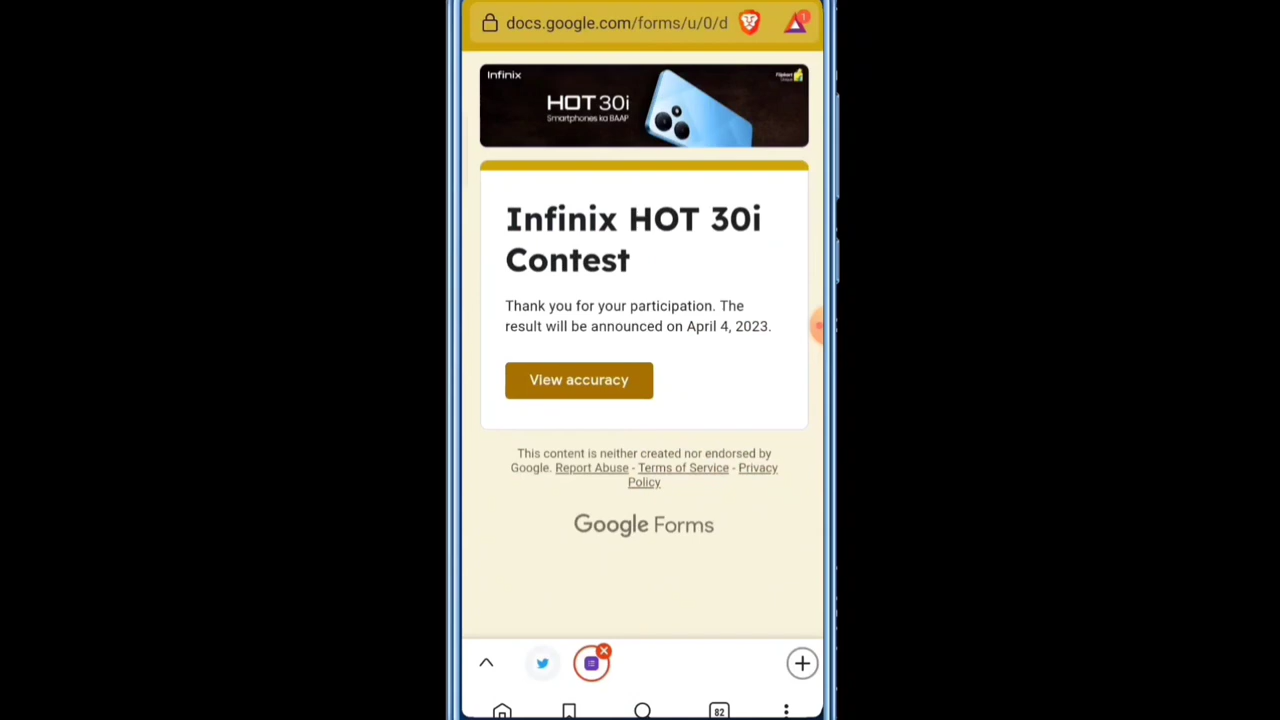 docs.google.com/forms/u/0/d
1
Infinix
Flipkart
HOT 30i
Smartphones ka BAAP
Infinix HOT 30i
Contest
Thank you for your participation. The
result will be announced on April 4, 2023.
View accuracy
This content is neither created nor endorsed by
Google. Report Abuse - Terms of Service - Privacy
Policy
Google Forms
82